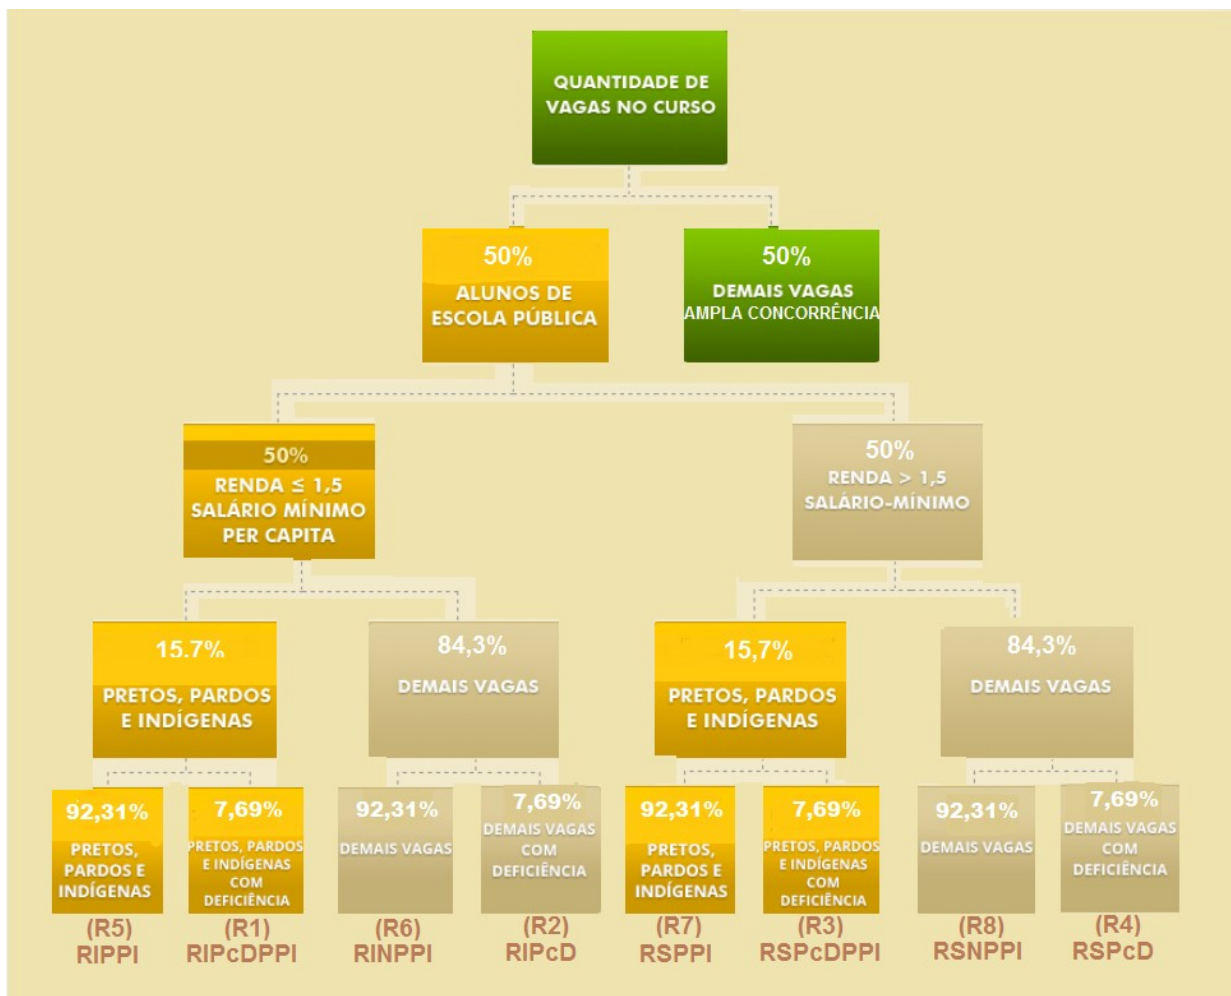 QUANTIDADE DE
VAGAS NO CURSO
50%
ALUNOS DE
ESCOLA PÚBLICA
50%
DEMAIS VAGAS
AMPLA CONCORRÊNCIA
50%
RENDA ≤ 1,5
SALÁRIO MÍNIMO
PER CAPITA
50%
RENDA > 1,5
SALÁRIO-MÍNIMO
15.7%
PRETOS, PARDOS
E INDÍGENAS
84,3%
DEMAIS VAGAS
15,7%
PRETOS, PARDOS
E INDÍGENAS
84,3%
DEMAIS VAGAS
92,31%
PRETOS,
PARDOS E
INDÍGENAS
(R5)
RIPPI
7,69%
PRETOS, PARDOS
E INDÍGENAS
COM
DEFICIÊNCIA
(R1)
RIPcDPPI
92,31%
DEMAIS VAGAS
(R6)
RINPPI
7,69%
DEMAIS VAGAS
COM
DEFICIÊNCIA
(R2)
RIPcD
92,31%
PRETOS,
PARDOS E
INDÍGENAS
(R7)
RSPPI
7,69%
PRETOS, PARDOS
E INDÍGENAS
COM
DEFICIÊNCIA
(R3)
RSPcDPPI
92,31%
DEMAIS VAGAS
(R8)
RSNPPI
7,69%
DEMAIS VAGAS
COM
DEFICIÊNCIA
(R4)
RSPcD